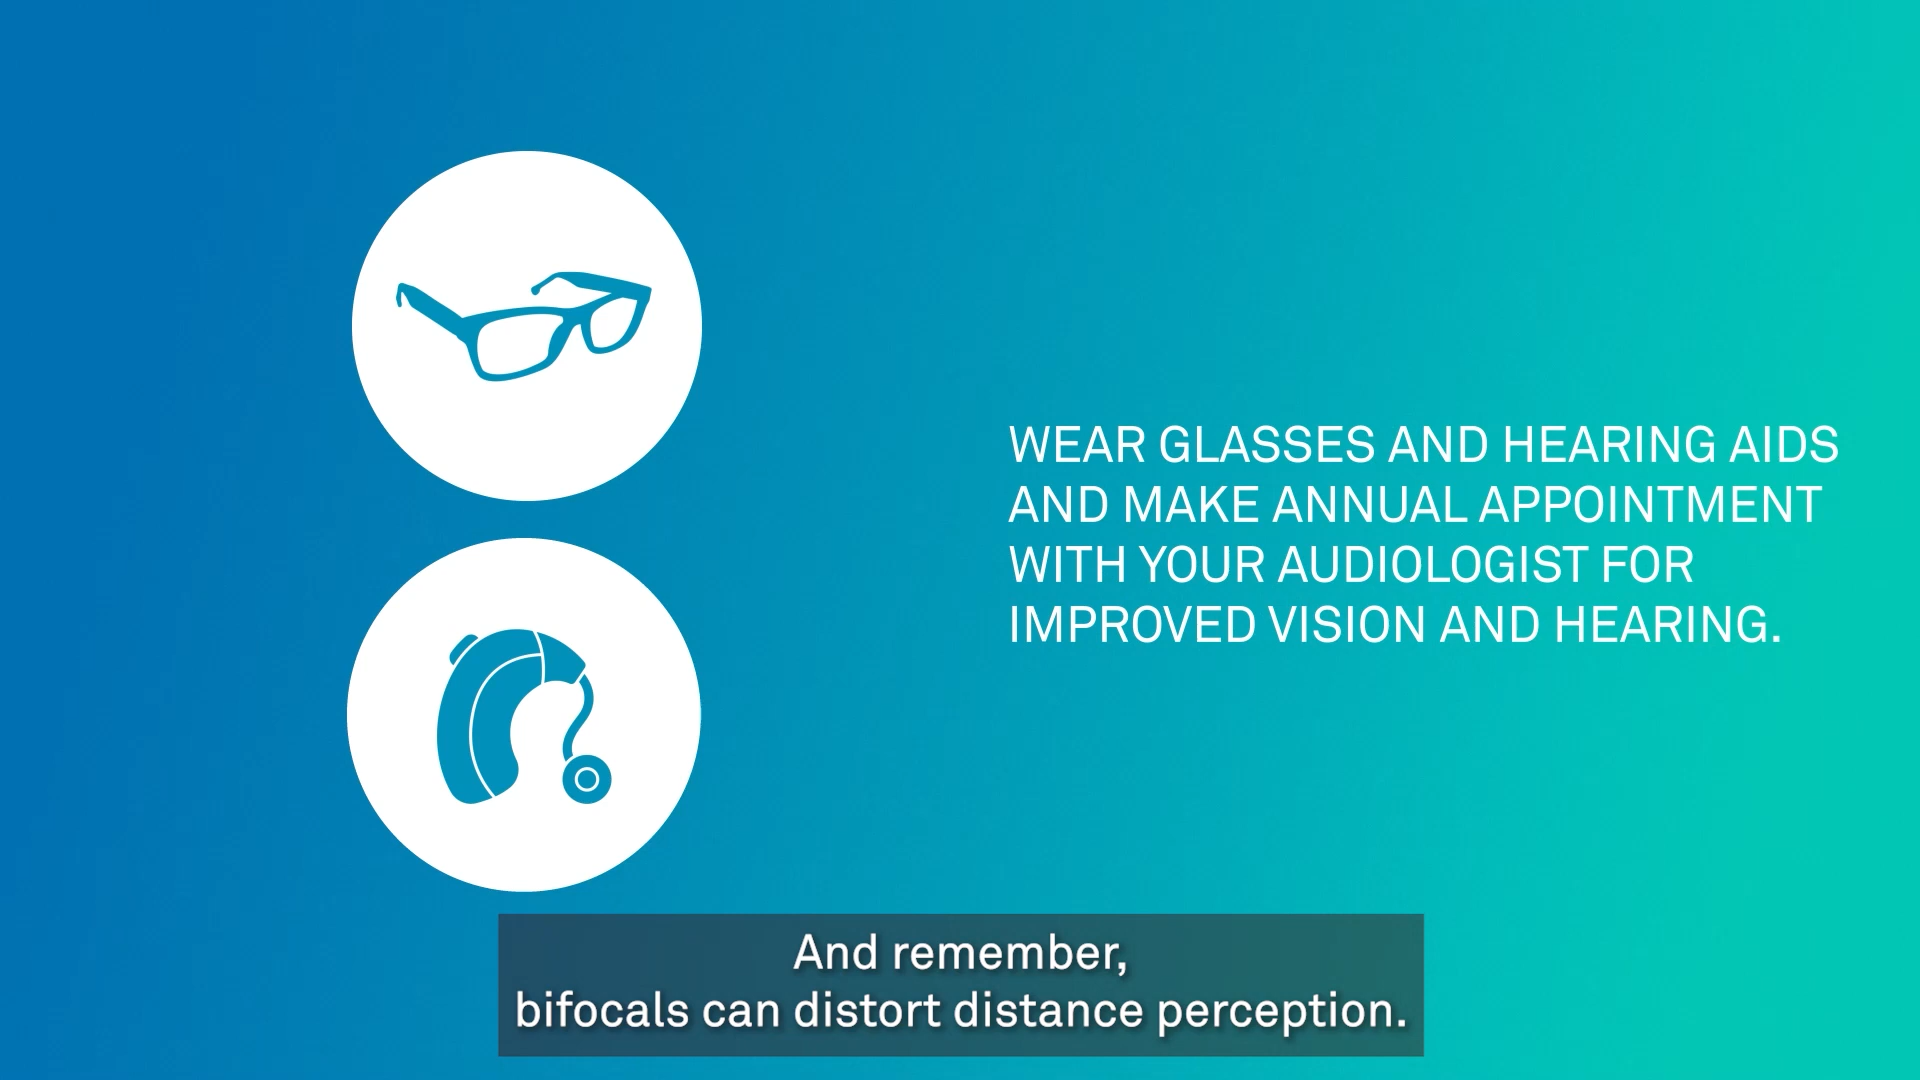 WEAR GLASSES AND HEARING AIDS
AND MAKE ANNUAL APPOINTMENT
WITH YOUR AUDIOLOGIST FOR
IMPROVED VISION AND HEARING.
And remember,
bifocals can distort distance perception.